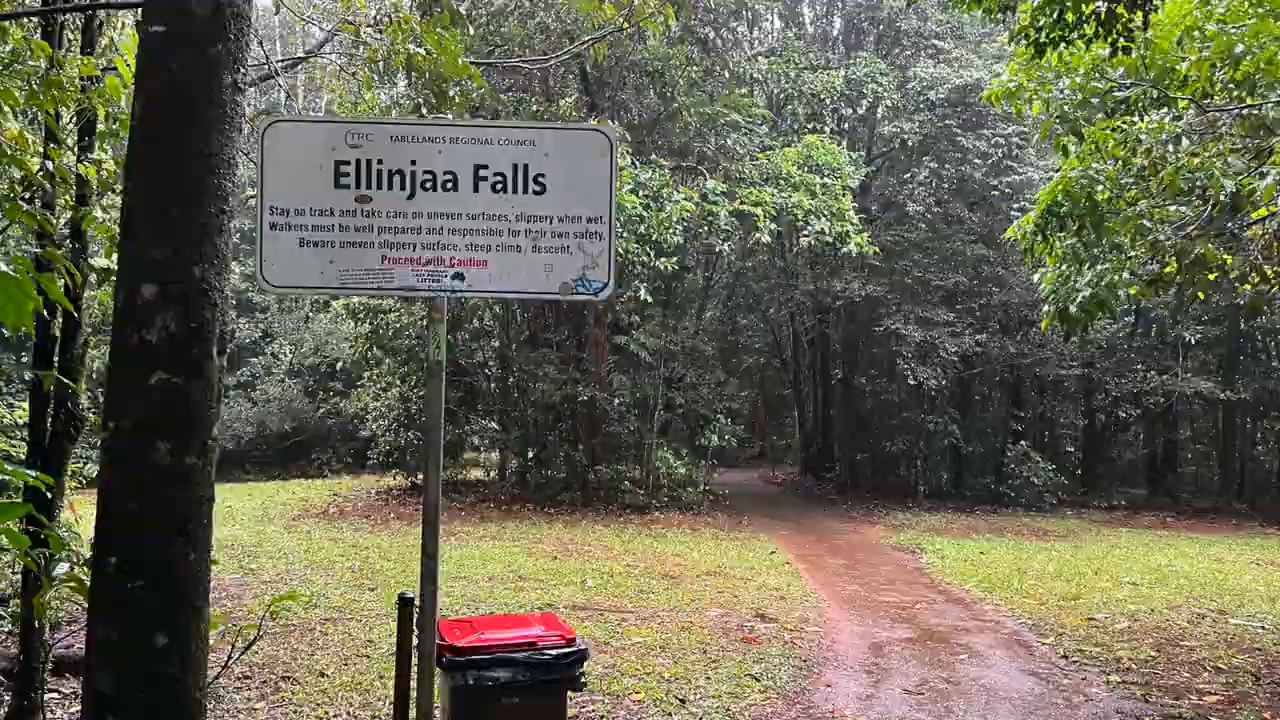 TRC TABLELANDS REGIONAL COUNCIL
Ellinjaa Falls
Stay on track and take care on uneven surfaces, slippery when wet.
Walkers must be well prepared and responsible for their own safety.
Beware uneven slippery surface, steep climb / descent,
Proceed with Caution
LITTER!